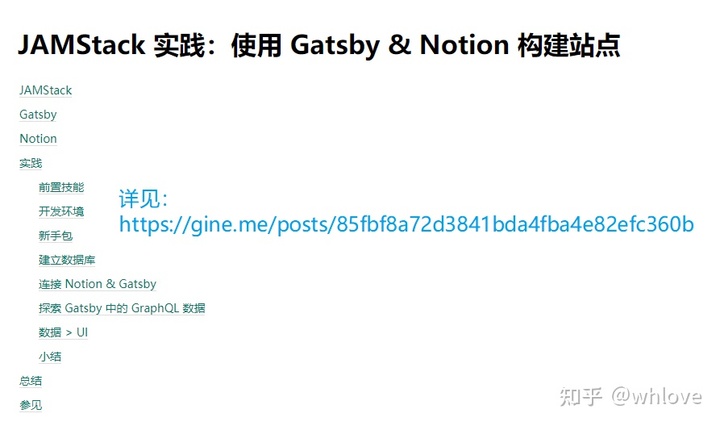 JAMStack 实践：使用 Gatsby & Notion 构建站点
JAMStack
Gatsby
Notion
实践
前置技能
开发环境
新手包
建立数据库
连接 Notion & Gatsby
探索 Gatsby 中的 GraphQL 数据
数据 > UI
小结
总结
参见
详见：
https://gine.me/posts/85fbf8a72d3841bda4fba4e82efc360b
知乎 @whlove